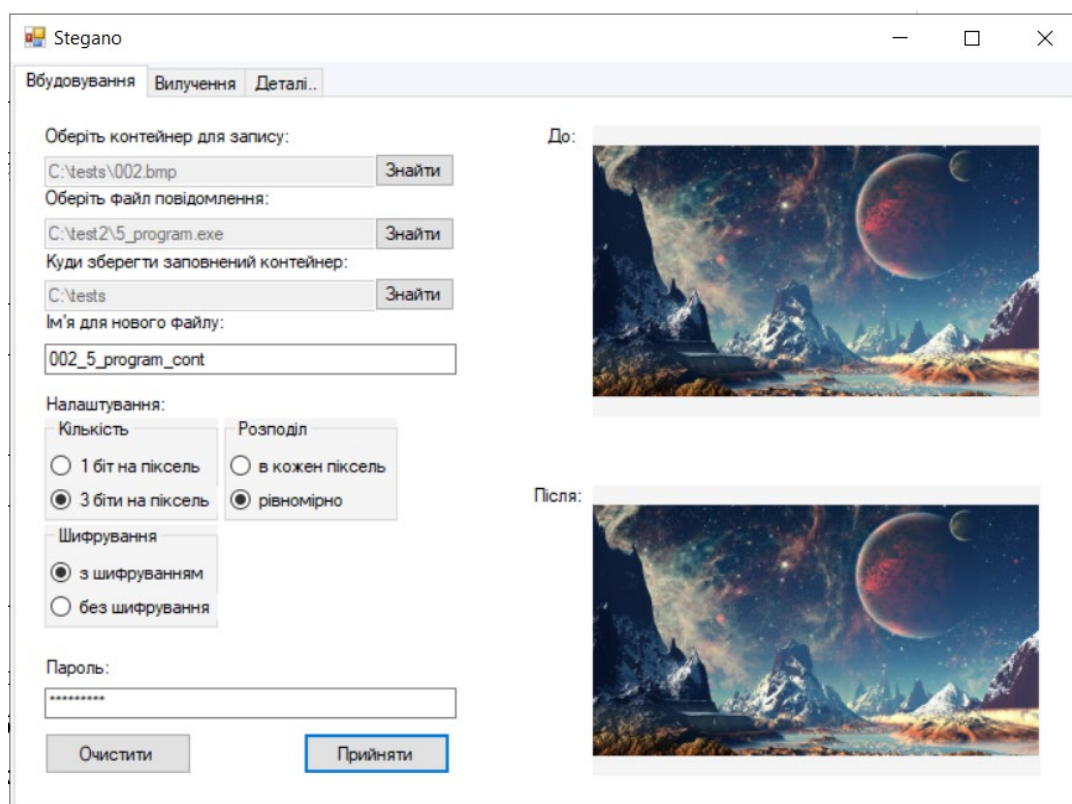 Stegano
Вбудовування Вилучення Деталі..
Оберіть контейнер для запису:
C:\tests\002.bmp Знайти
Оберіть файл повідомлення:
C:\test2\5_program.exe Знайти
Куди зберегти заповнений контейнер:
C:\tests Знайти
Ім'я для нового файлу:
002_5_program_cont
Налаштування:
Кількість Розподіл
1 біт на піксель в кожен піксель
3 біти на піксель рівномірно
Шифрування
з шифруванням
без шифрування
Пароль:
*********
Очистити Прийняти
До:
Після: